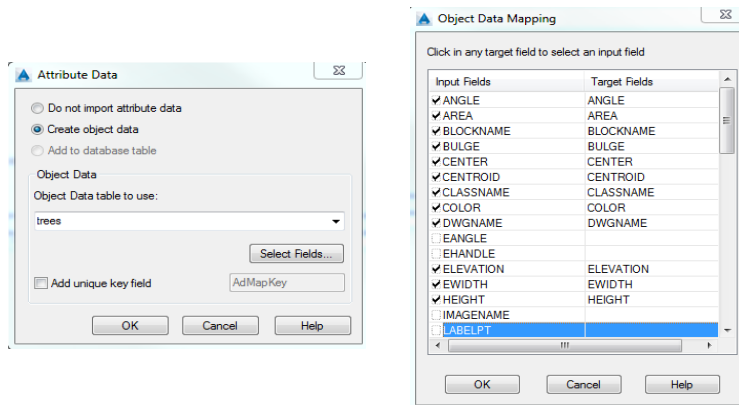 Attribute Data
Do not import attribute data
Create object data
Add to database table
Object Data
Object Data table to use:
trees
Select Fields...
Add unique key field
AdMapKey
OK Cancel Help
Object Data Mapping
Click in any target field to select an input field
Input Fields Target Fields
ANGLE ANGLE
AREA AREA
BLOCKNAME BLOCKNAME
BULGE BULGE
CENTER CENTER
CENTROID CENTROID
CLASSNAME CLASSNAME
COLOR COLOR
DWGNAME DWGNAME
EANGLE
EHANDLE
ELEVATION ELEVATION
EWIDTH EWIDTH
HEIGHT HEIGHT
IMAGENAME
LABELPT
OK Cancel Help